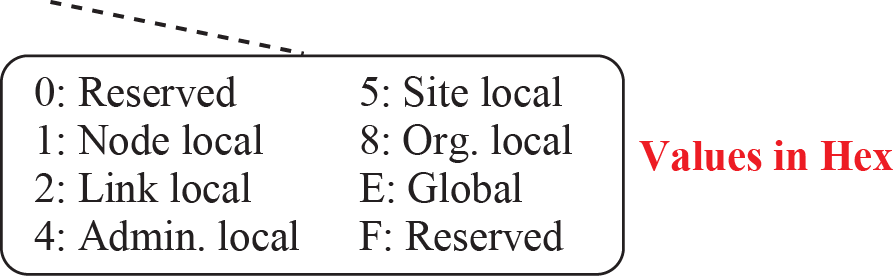 0: Reserved
1: Node local
2: Link local
4: Admin. local
5: Site local
8: Org. local
E: Global
F: Reserved
Values in Hex